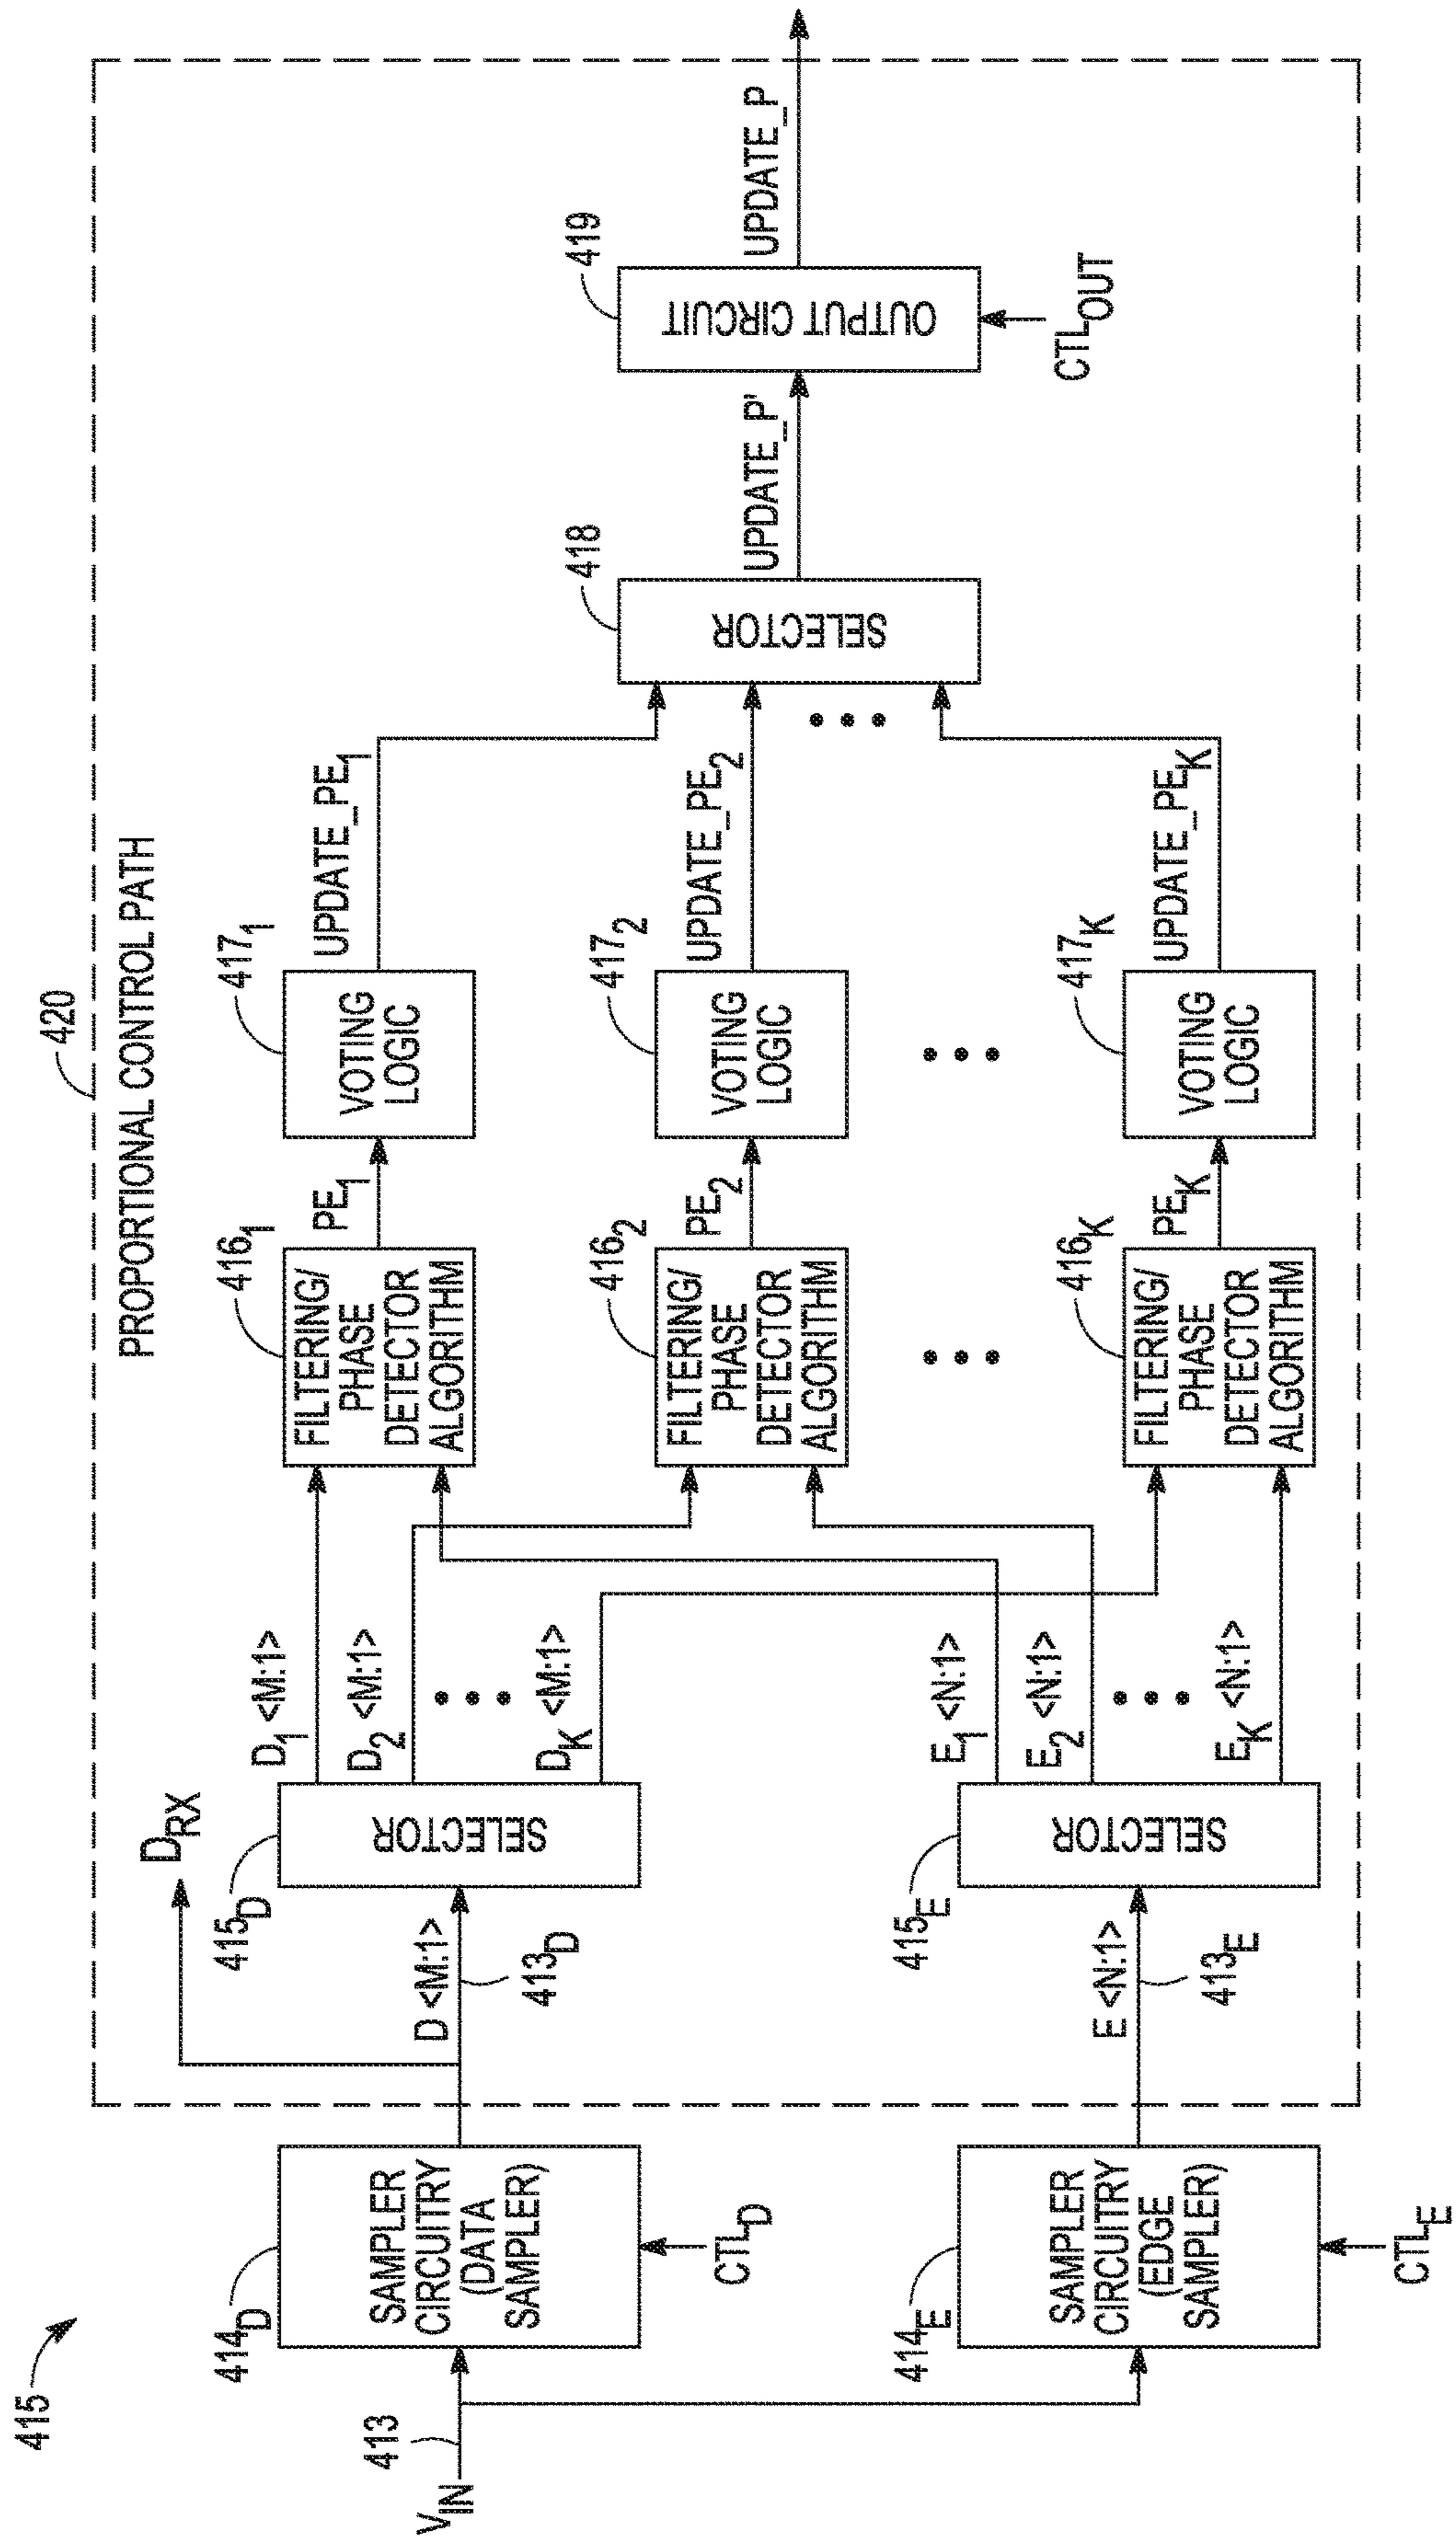 415
420
PROPORTIONAL CONTROL PATH
V_IN
413
414_D
SAMPLER
CIRCUITRY
(DATA
SAMPLER)
CTL_D
414_E
SAMPLER
CIRCUITRY
(EDGE
SAMPLER)
CTL_E
D_RX
D <M:1>
413_D
E <N:1>
413_E
415_D
SELECTOR
415_E
SELECTOR
D_1 <M:1>
D_2 <M:1>
• • •
D_K <M:1>
E_1 <N:1>
E_2 <N:1>
• • •
E_K <N:1>
416_1
FILTERING/
PHASE
DETECTOR
ALGORITHM
PE_1
417_1
VOTING
LOGIC
UPDATE_PE_1
416_2
FILTERING/
PHASE
DETECTOR
ALGORITHM
PE_2
417_2
VOTING
LOGIC
UPDATE_PE_2
• • •
• • •
• • •
416_K
FILTERING/
PHASE
DETECTOR
ALGORITHM
PE_K
417_K
VOTING
LOGIC
UPDATE_PE_K
418
SELECTOR
UPDATE_P'
419
OUTPUT CIRCUIT
CTL_OUT
UPDATE_P